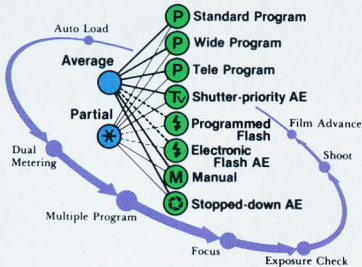 Auto Load
Average
Partial
P Standard Program
P Wide Program
P Tele Program
Tv Shutter-priority AE
Programmed
Flash
Electronic
Flash AE
M Manual
Stopped-down AE
Film Advance
Shoot
Dual
Metering
Multiple Program
Focus
Exposure Check